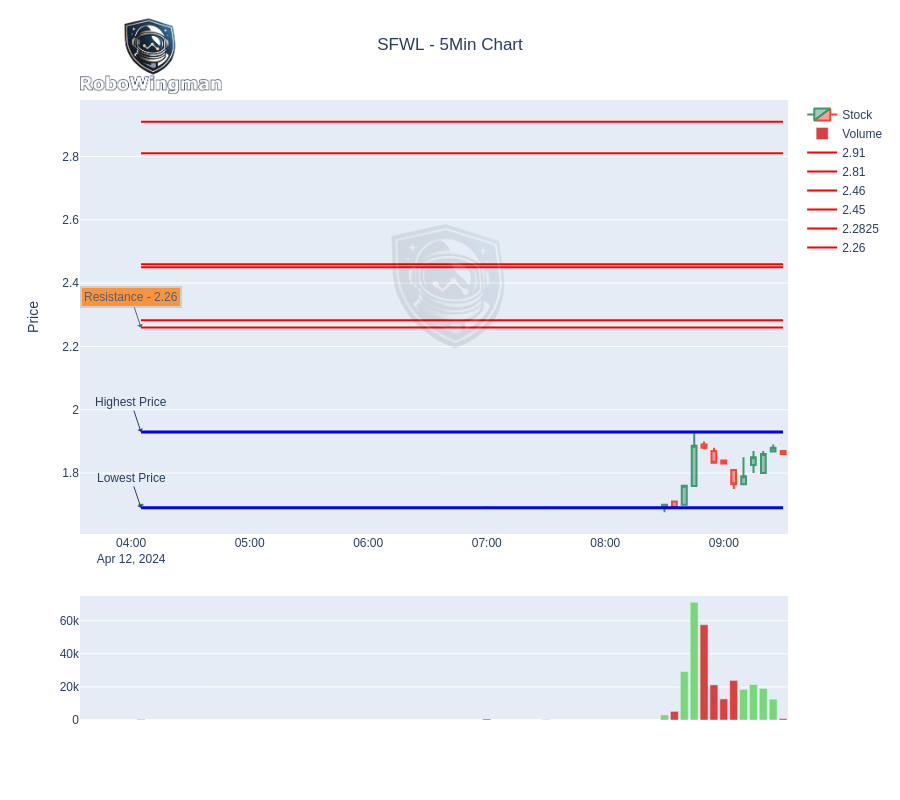 RoboWingman
SFWL - 5Min Chart
Stock
Volume
2.91
2.81
2.46
2.45
2.2825
2.26
Price
2.8
2.6
2.4
2.2
2
1.8
Resistance - 2.26
Highest Price
Lowest Price
04:00
05:00
06:00
07:00
08:00
09:00
Apr 12, 2024
60k
40k
20k
0